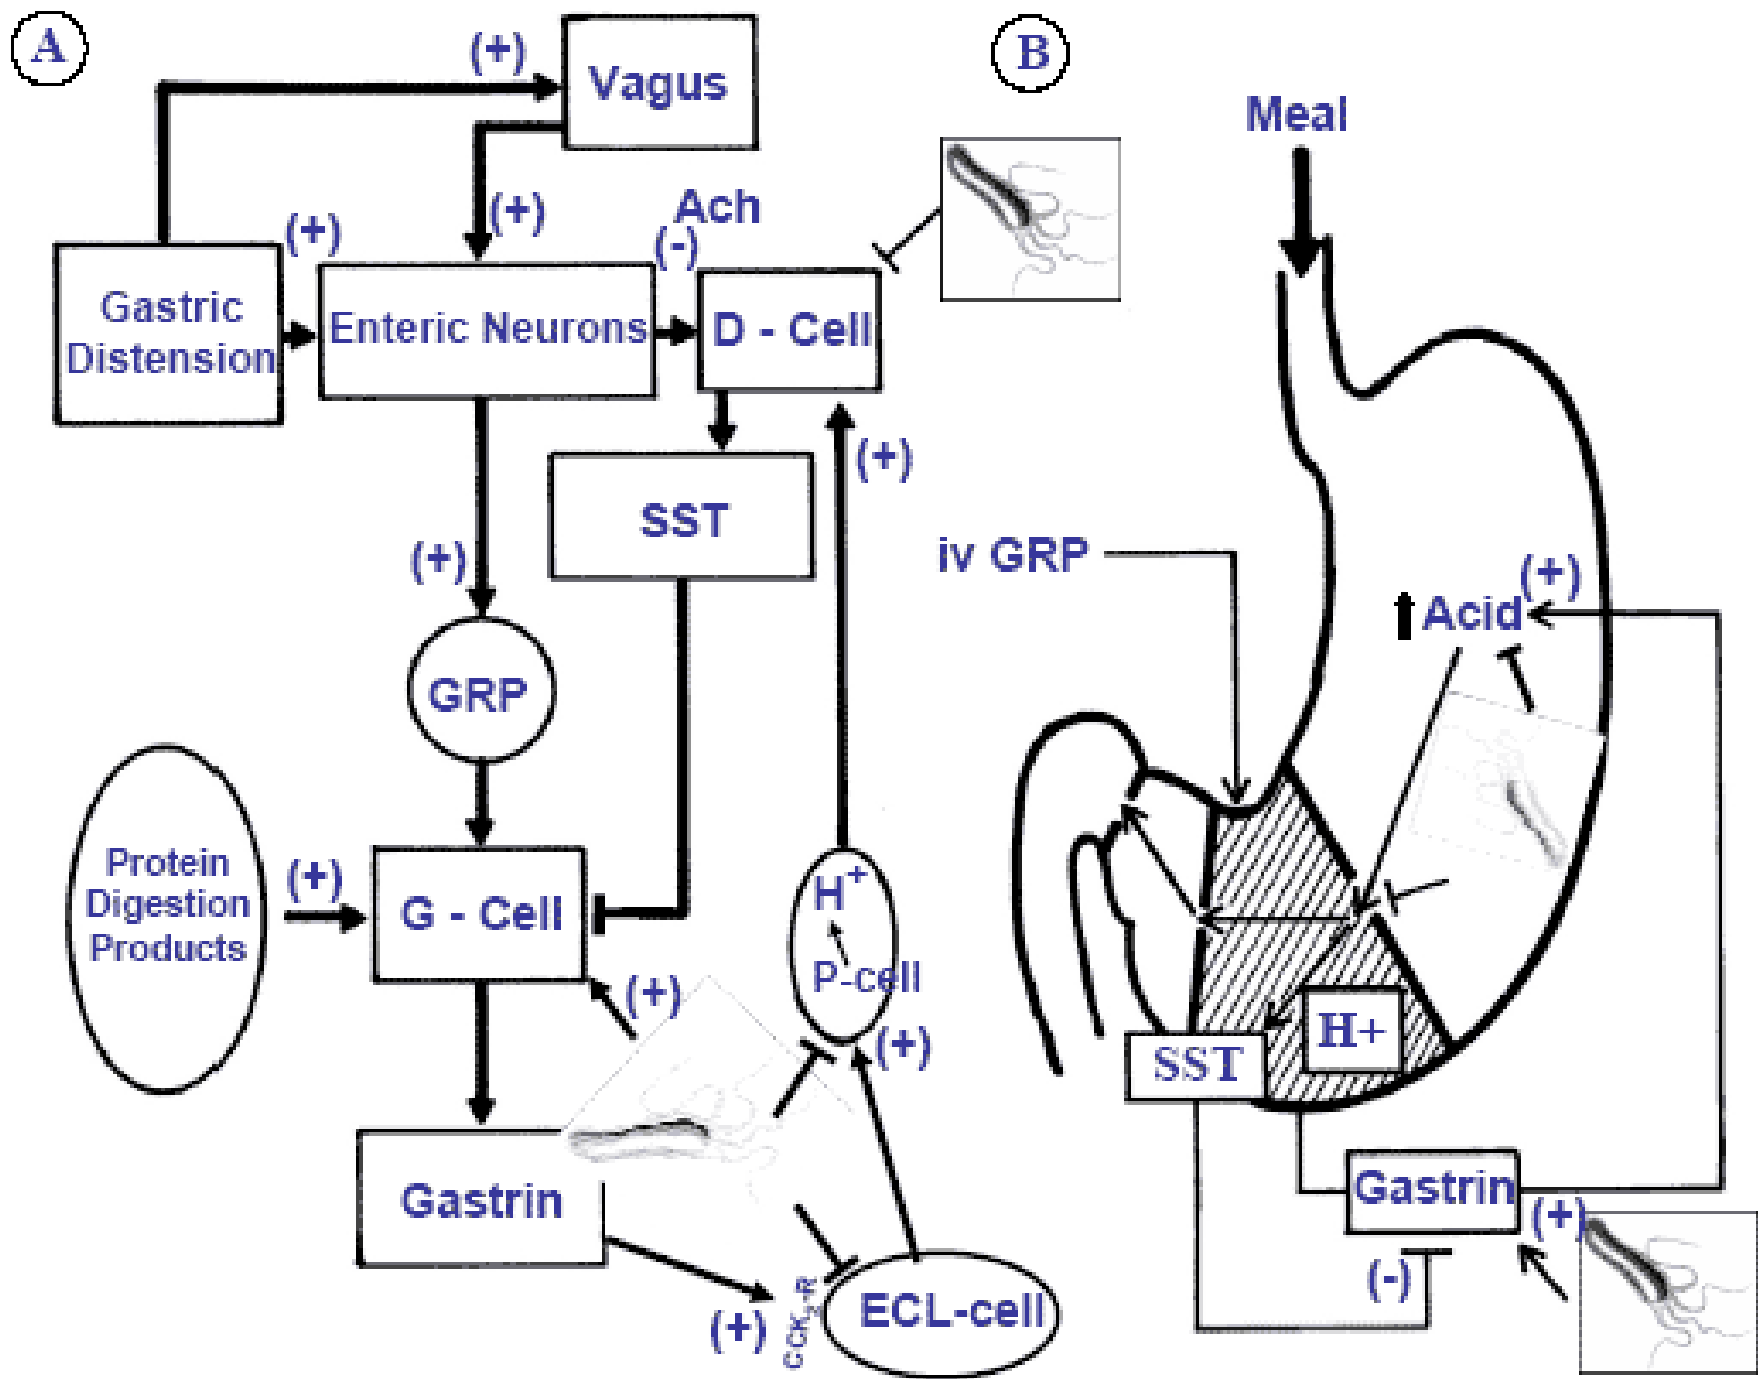 A
(+)
Vagus
(+)
(+)
Ach
(-)
Gastric
Distension
Enteric Neurons
D - Cell
SST
(+)
(+)
GRP
Protein
Digestion
Products
(+)
G - Cell
H+
P-cell
(+)
(+)
Gastrin
(+)
CCK2-R
ECL-cell
B
Meal
iv GRP
(+)
Acid
H+
SST
Gastrin
(+)
(-)